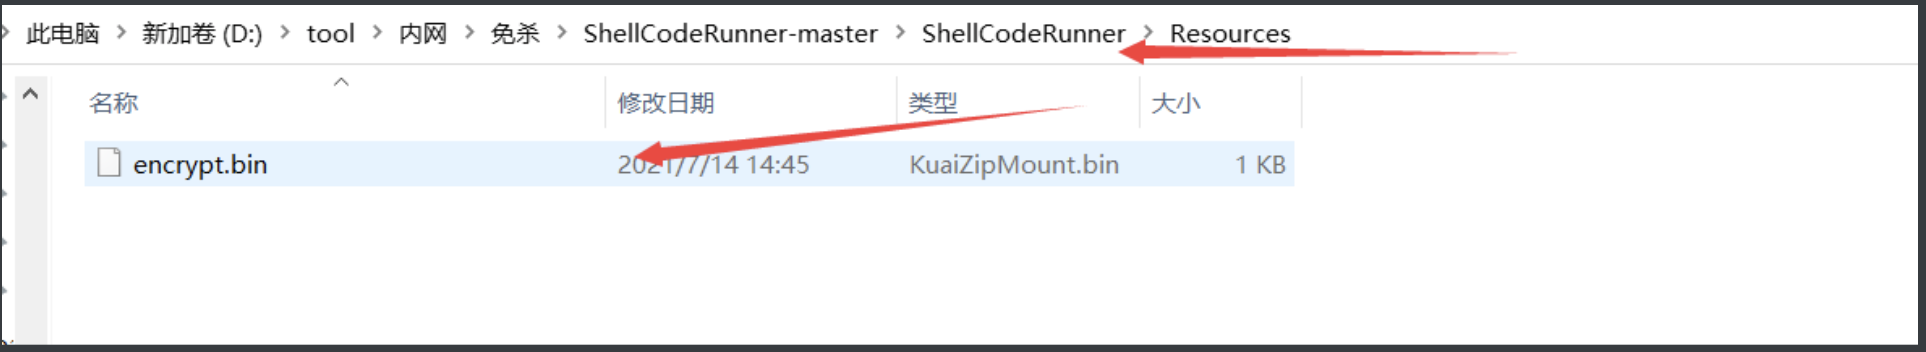 此电脑 > 新加卷 (D:) > tool > 内网 > 免杀 > ShellCodeRunner-master > ShellCodeRunner > Resources
名称 修改日期 类型 大小
encrypt.bin 2021/7/14 14:45 KuaiZipMount.bin 1 KB